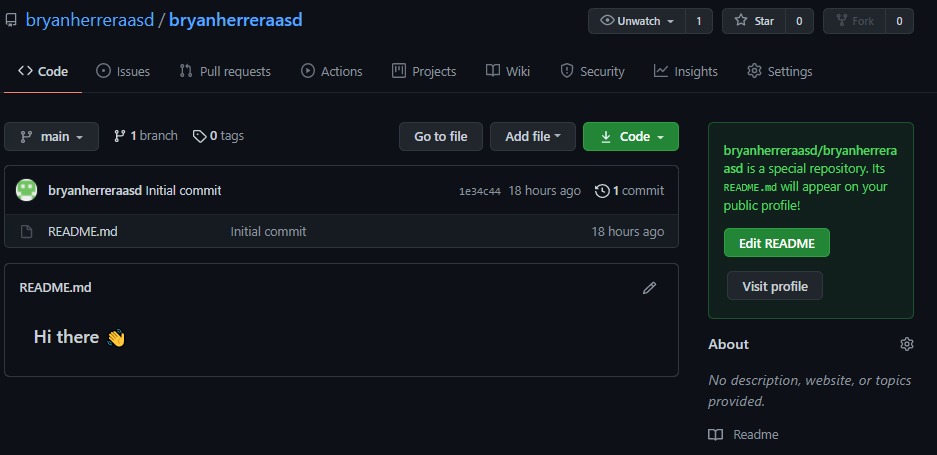 bryanherreraasd / bryanherreraasd
Unwatch 1 Star 0 Fork 0
Code Issues Pull requests Actions Projects Wiki Security Insights Settings
main 1 branch 0 tags Go to file Add file Code
bryanherreraasd Initial commit 1e34c44 18 hours ago 1 commit
README.md Initial commit 18 hours ago
README.md
Hi there 👋
bryanherreraasd/bryanherrera
asd is a special repository. Its
README.md will appear on your
public profile!
Edit README
Visit profile
About
No description, website, or topics
provided.
Readme